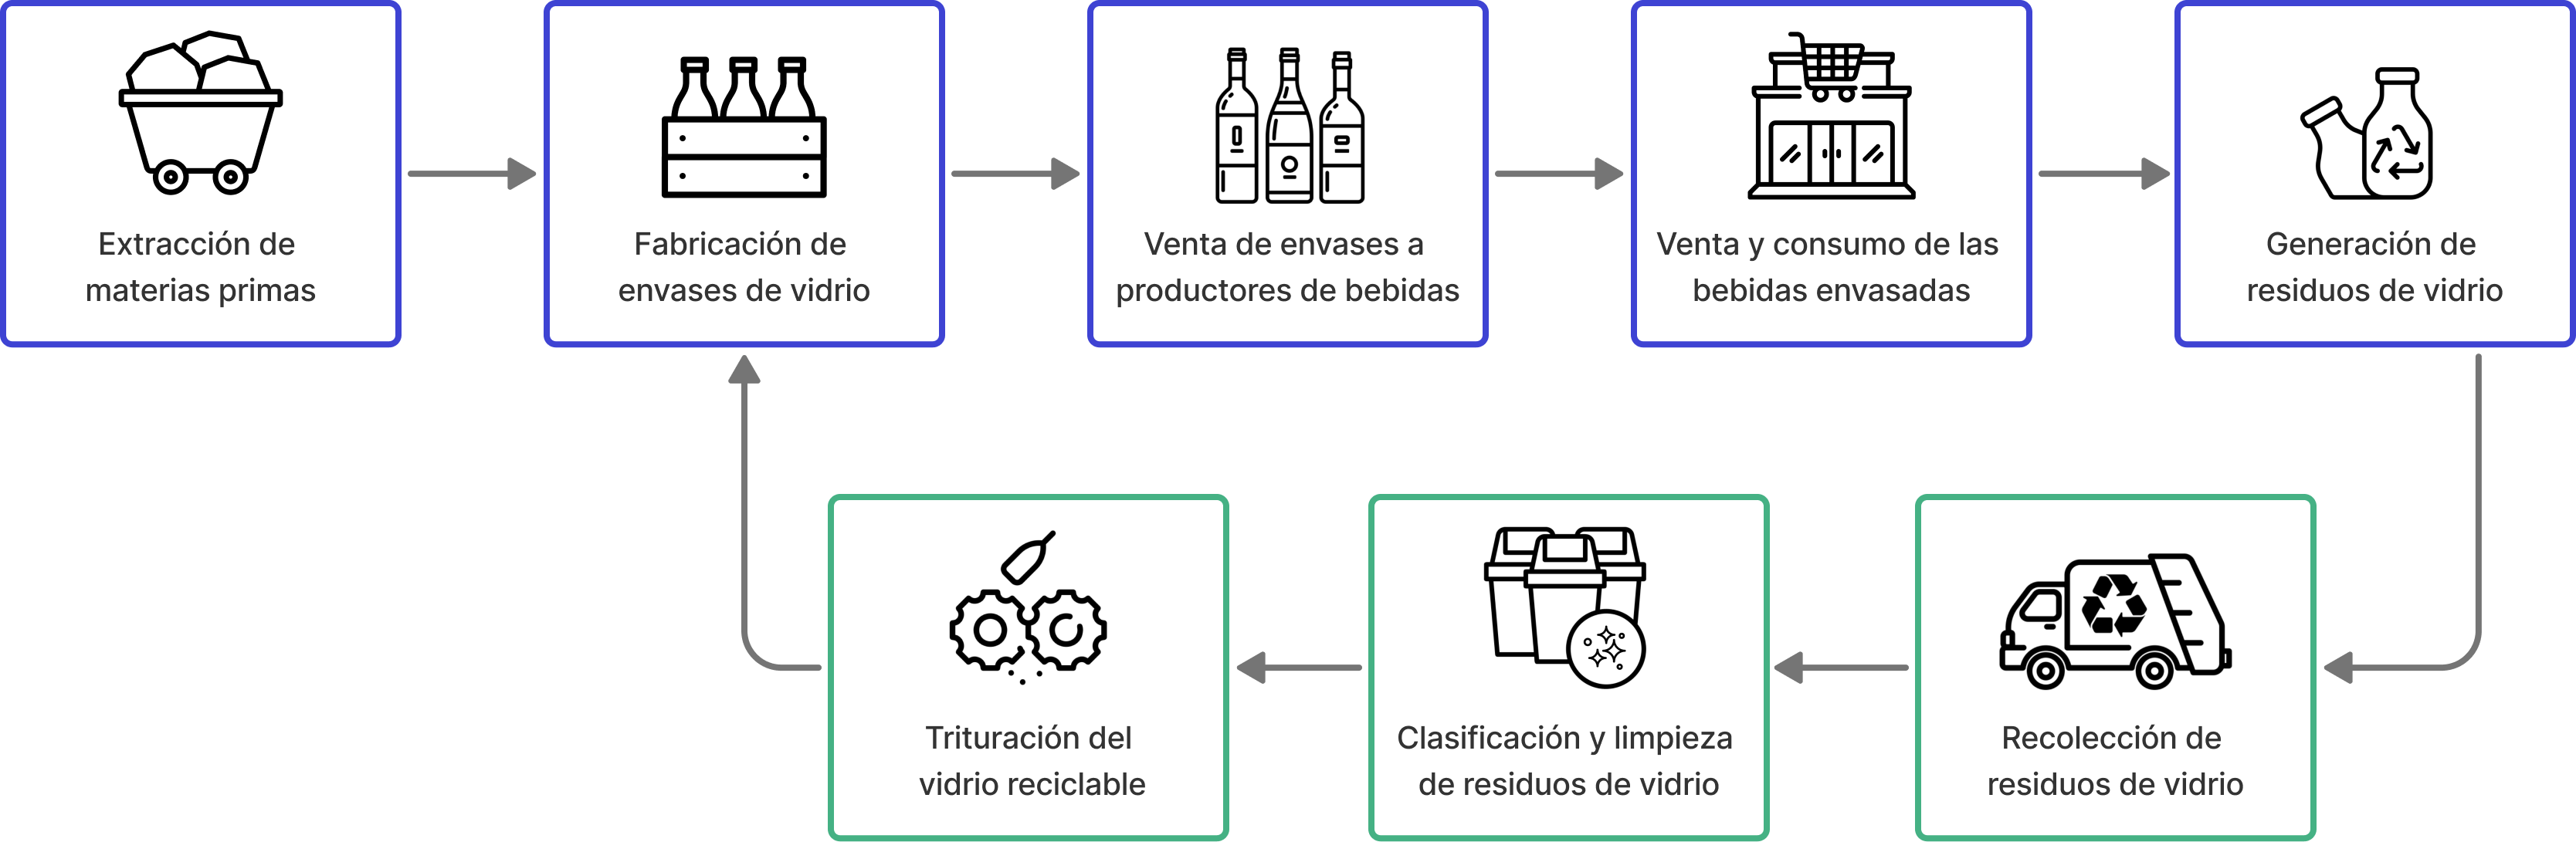 Extracción de
materias primas
Fabricación de
envases de vidrio
Venta de envases a
productores de bebidas
Venta y consumo de las
bebidas envasadas
Generación de
residuos de vidrio
Trituración del
vidrio reciclable
Clasificación y limpieza
de residuos de vidrio
Recolección de
residuos de vidrio